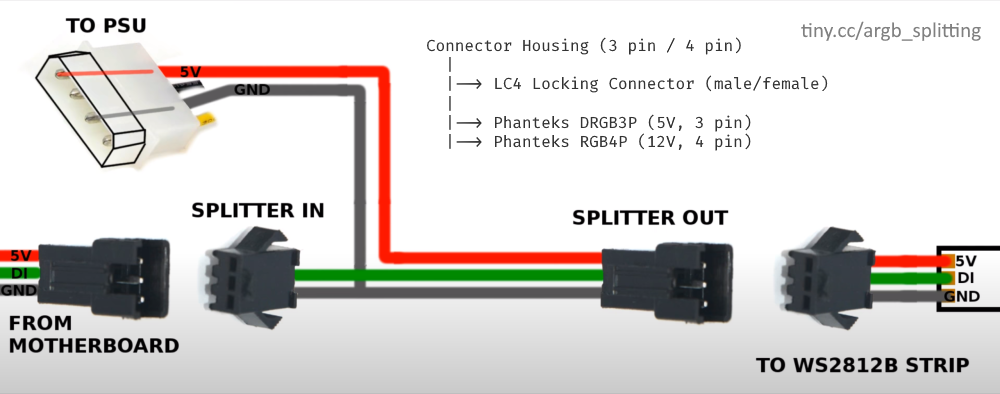 TO PSU
tiny.cc/argb_splitting
Connector Housing (3 pin / 4 pin)
LC4 Locking Connector (male/female)
Phanteks DRGB3P (5V, 3 pin)
Phanteks RGB4P (12V, 4 pin)
5V
GND
SPLITTER IN
SPLITTER OUT
5V
DI
GND
5V
DI
GND
FROM
MOTHERBOARD
TO WS2812B STRIP